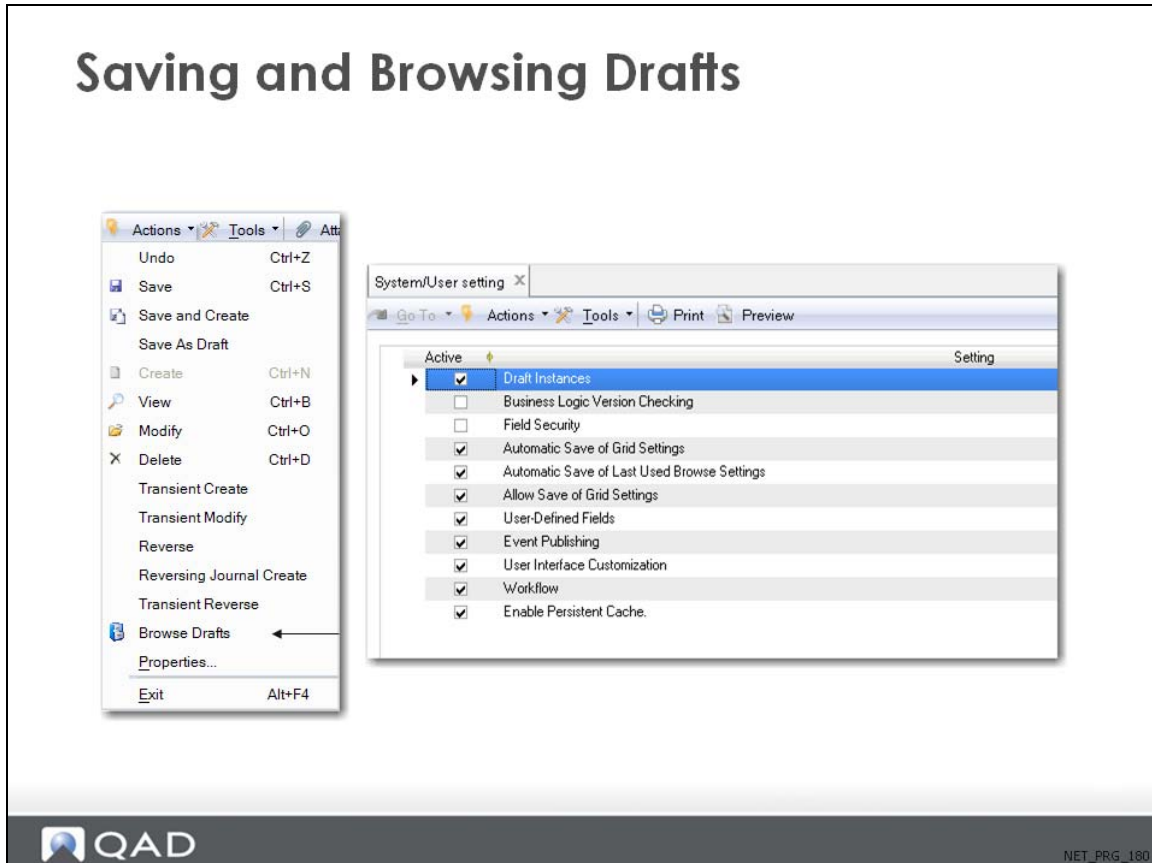 Saving and Browsing Drafts
Actions Tools Atta
Undo Ctrl+Z
Save Ctrl+S
Save and Create
Save As Draft
Create Ctrl+N
View Ctrl+B
Modify Ctrl+O
Delete Ctrl+D
Transient Create
Transient Modify
Reverse
Reversing Journal Create
Transient Reverse
Browse Drafts
Properties...
Exit Alt+F4
System/User setting X
Go To Actions Tools Print Preview
Active Setting
Draft Instances
Business Logic Version Checking
Field Security
Automatic Save of Grid Settings
Automatic Save of Last Used Browse Settings
Allow Save of Grid Settings
User-Defined Fields
Event Publishing
User Interface Customization
Workflow
Enable Persistent Cache.
QAD
NET_PRG_180